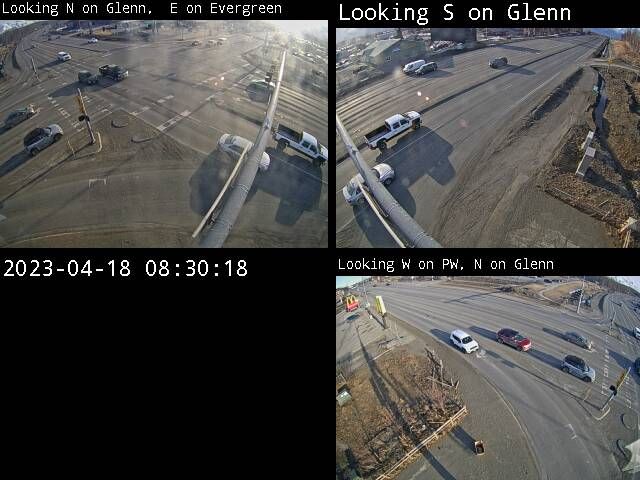 Looking N on Glenn,  E on Evergreen
Looking S on Glenn
2023-04-18 08:30:18
Looking W on PW, N on Glenn